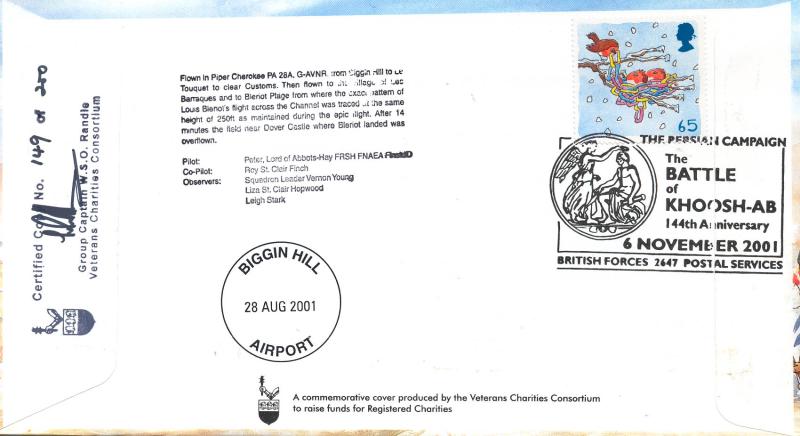 Flown in Piper Cherokee PA 28A, G-AVNR, from Biggin Hill to Le
Touquet to clear Customs. Then flown to the village of Les
Barraques and to Bleriot Plage from where the exact pattern of
Louis Bleriot's flight across the Channel was traced at the same
height of 250ft as maintained during the epic flight. After 14
minutes the field near Dover Castle where Bleriot landed was
overflown.
Pilot: Peter, Lord of Abbots-Hay FRSH FNAEA
Co-Pilot: Roy St. Clair Finch
Observers: Squadron Leader Vernon Young
Liza St. Clair Hopwood
Leigh Stark
Certified Co No. 149 of 250
Group Captain W.S.O. Randle
Veterans Charities Consortium
65
THE PERSIAN CAMPAIGN
The
BATTLE
of
KHOOSH-AB
144th Anniversary
6 NOVEMBER 2001
BRITISH FORCES 2647 POSTAL SERVICES
BIGGIN HILL
28 AUG 2001
AIRPORT
A commemorative cover produced by the Veterans Charities Consortium
to raise funds for Registered Charities